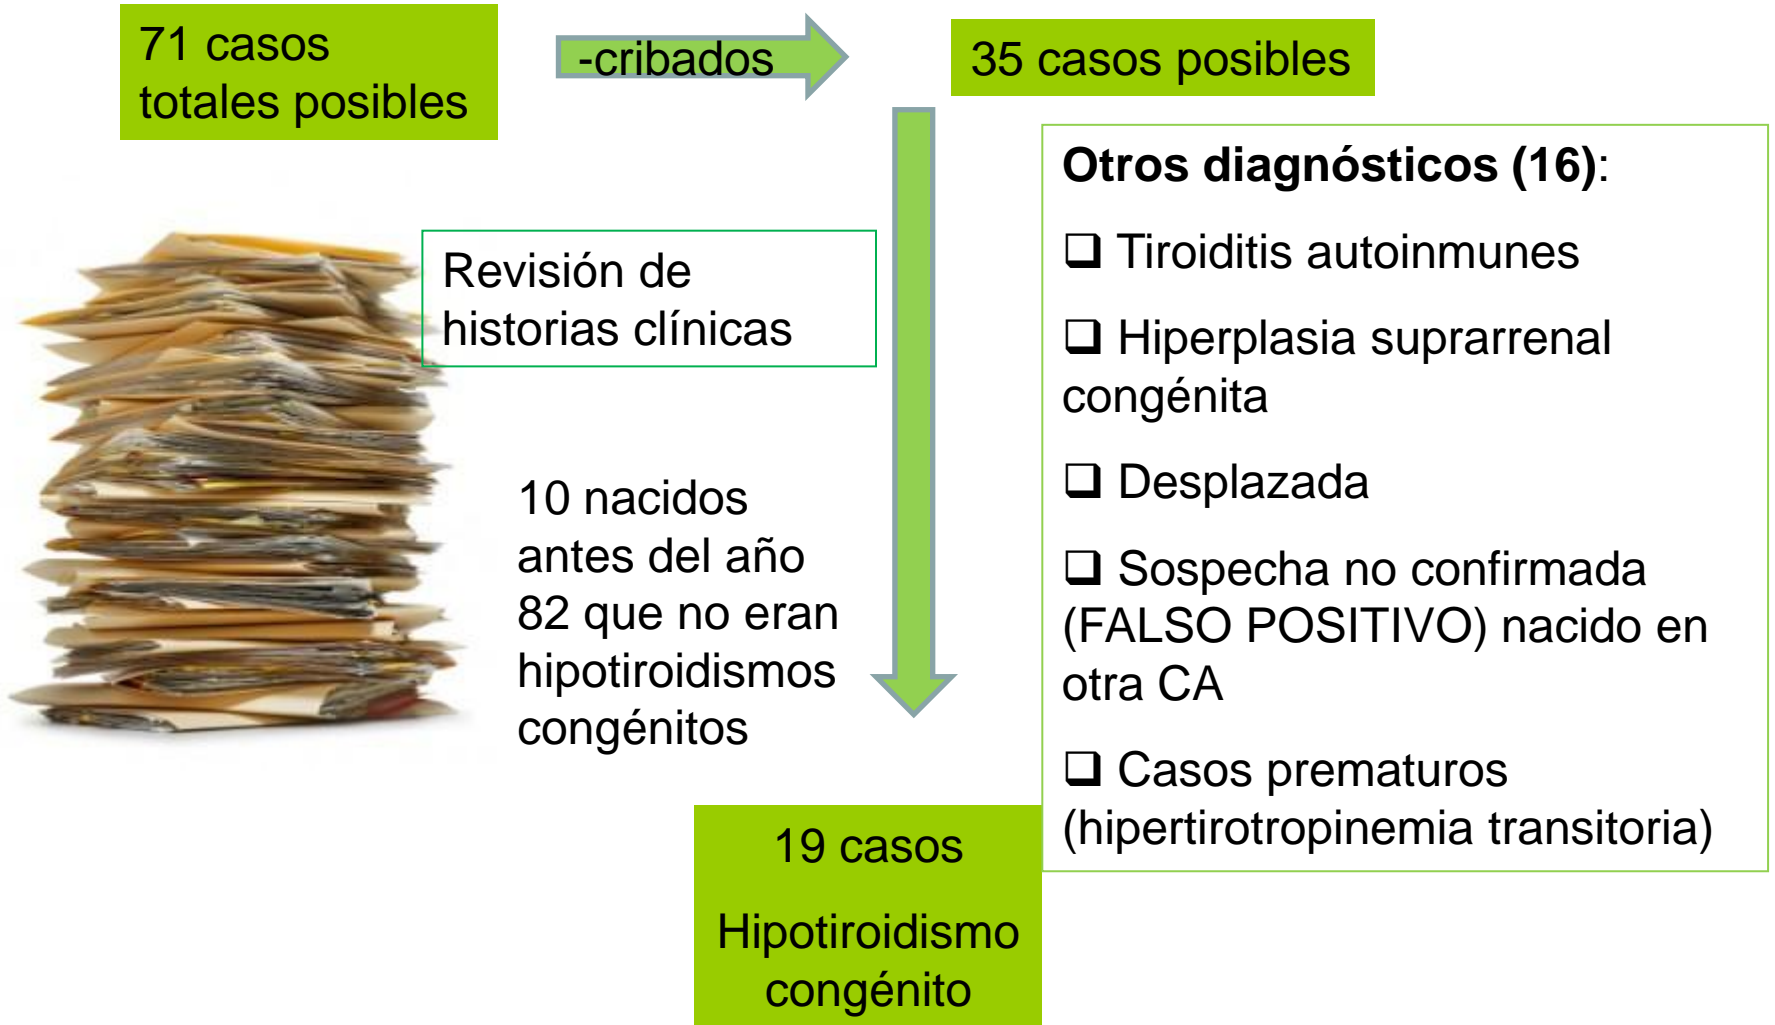 71 casos
totales posibles
-cribados
35 casos posibles
Revisión de
historias clínicas
10 nacidos
antes del año
82 que no eran
hipotiroidismos
congénitos
Otros diagnósticos (16):
❑ Tiroiditis autoinmunes
❑ Hiperplasia suprarrenal
congénita
❑ Desplazada
❑ Sospecha no confirmada
(FALSO POSITIVO) nacido en
otra CA
❑ Casos prematuros
(hipertirotropinemia transitoria)
19 casos
Hipotiroidismo
congénito